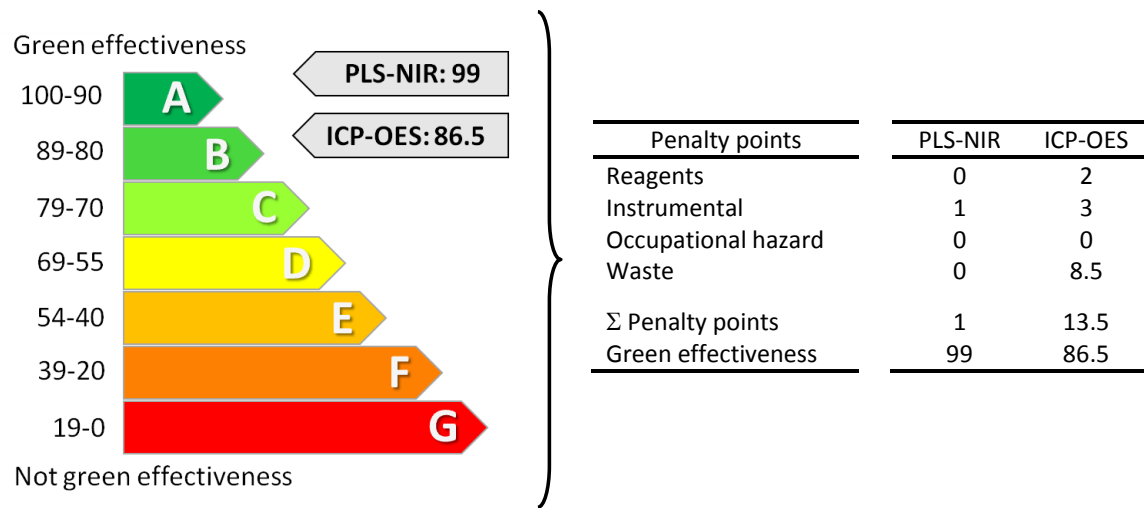 Green effectiveness
100-90 A PLS-NIR: 99
89-80 B ICP-OES: 86.5
79-70 C
69-55 D
54-40 E
39-20 F
19-0 G
Not green effectiveness
Penalty points PLS-NIR ICP-OES
Reagents 0 2
Instrumental 1 3
Occupational hazard 0 0
Waste 0 8.5
Σ Penalty points 1 13.5
Green effectiveness 99 86.5